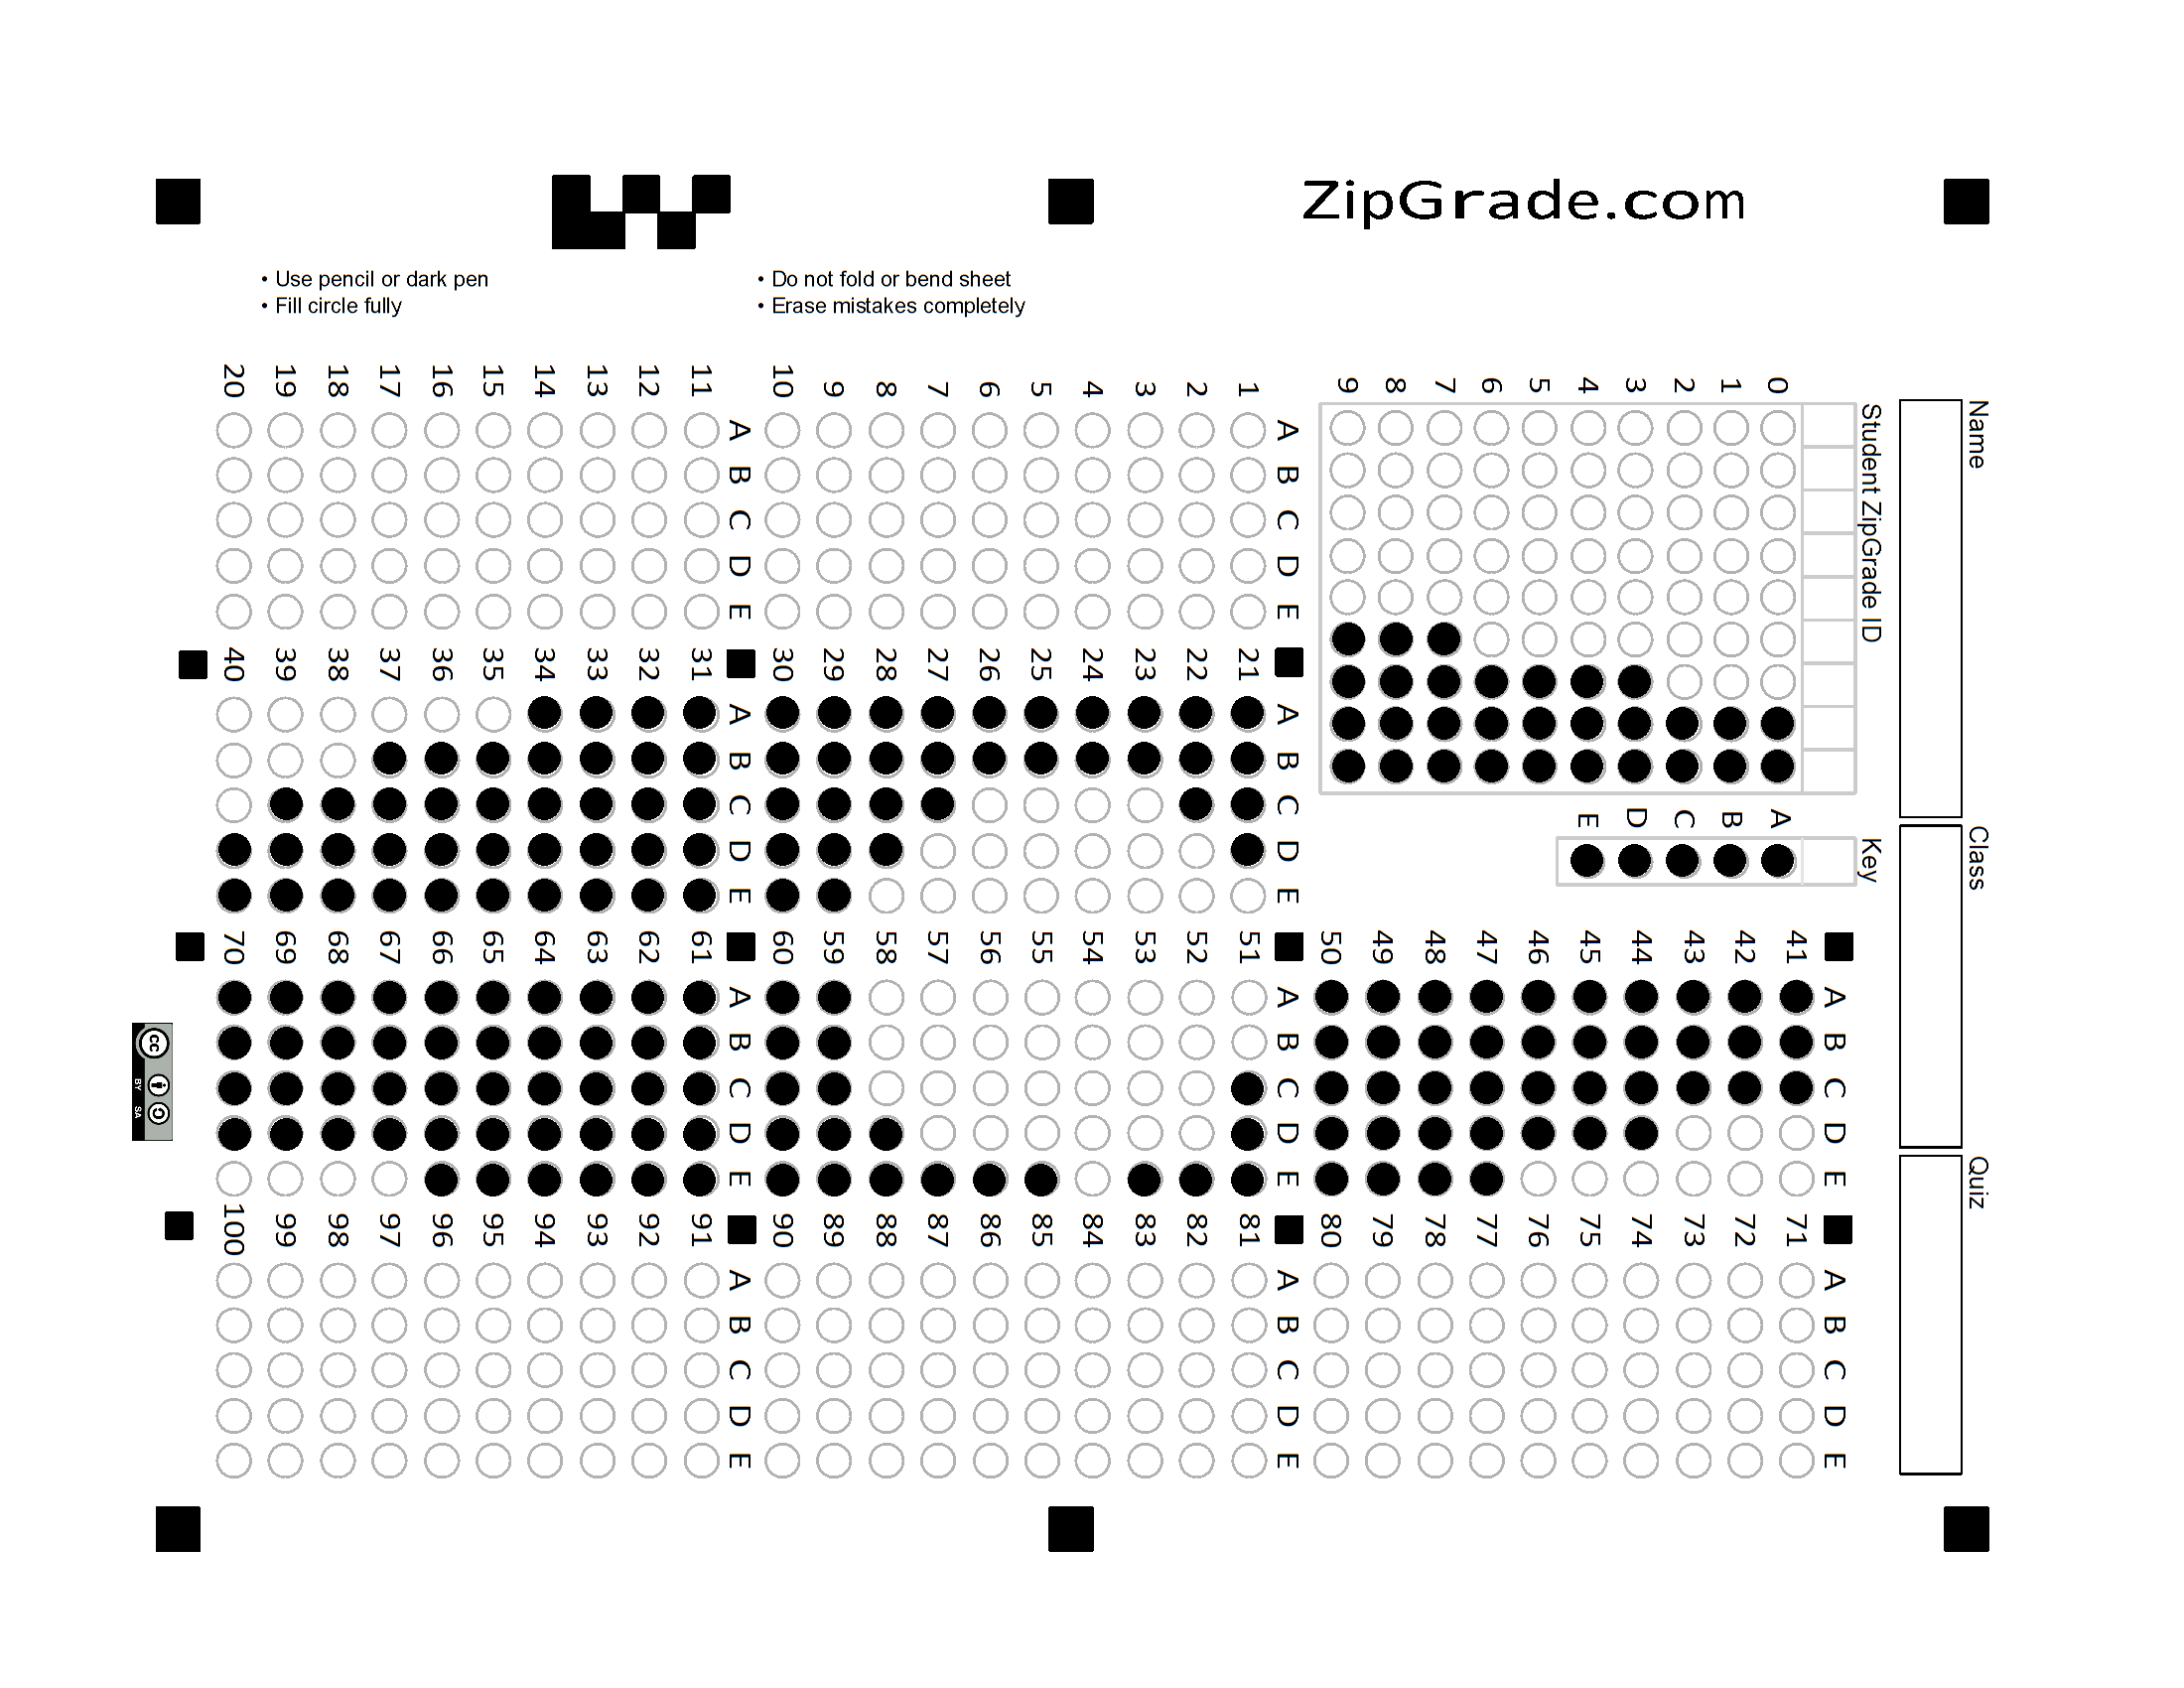 ZipGrade.com
• Use pencil or dark pen
• Fill circle fully
• Do not fold or bend sheet
• Erase mistakes completely
Name
Class
Quiz
Student ZipGrade ID
0 1 2 3 4 5 6 7 8 9
Key
A B C D E
A B C D E
1 2 3 4 5 6 7 8 9 10
A B C D E
11 12 13 14 15 16 17 18 19 20
A B C D E
21 22 23 24 25 26 27 28 29 30
A B C D E
31 32 33 34 35 36 37 38 39 40
A B C D E
41 42 43 44 45 46 47 48 49 50
A B C D E
51 52 53 54 55 56 57 58 59 60
A B C D E
61 62 63 64 65 66 67 68 69 70
A B C D E
71 72 73 74 75 76 77 78 79 80
A B C D E
81 82 83 84 85 86 87 88 89 90
A B C D E
91 92 93 94 95 96 97 98 99 100
cc BY SA